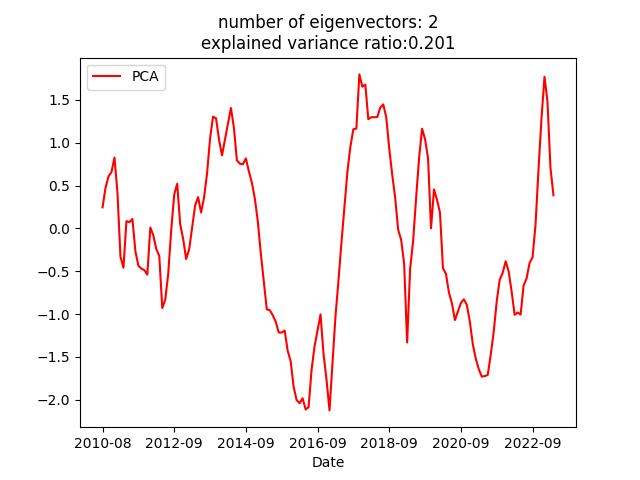 number of eigenvectors: 2
explained variance ratio:0.201
PCA
1.5
1.0
0.5
0.0
−0.5
−1.0
−1.5
−2.0
2010-08 2012-09 2014-09 2016-09 2018-09 2020-09 2022-09
Date